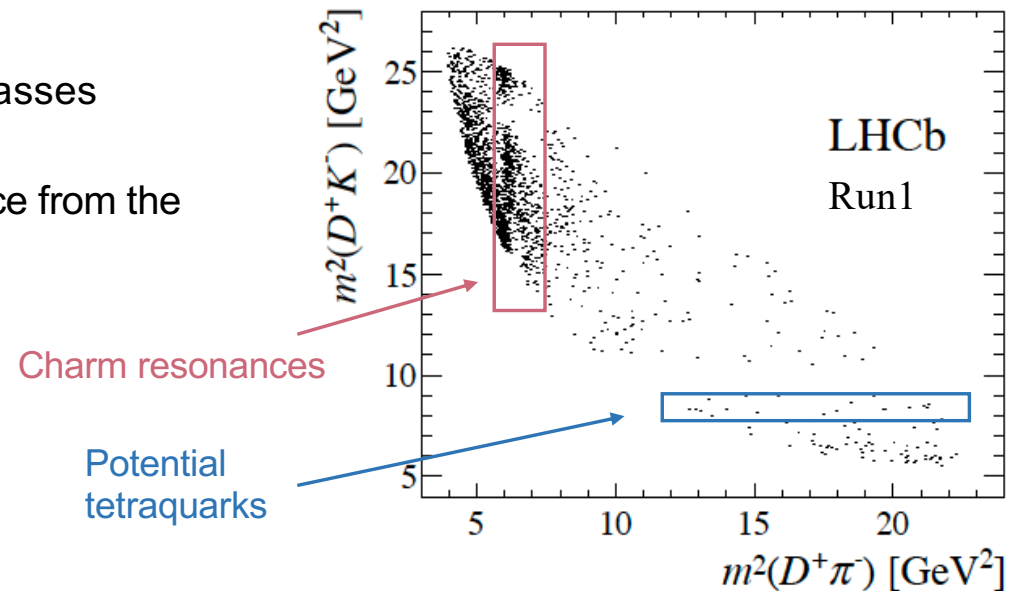 asses
ce from the
Charm resonances
Potential
tetraquarks
m²(D⁺K⁻) [GeV²]
25
20
15
10
5
LHCb
Run1
5 10 15 20
m²(D⁺π⁻) [GeV²]